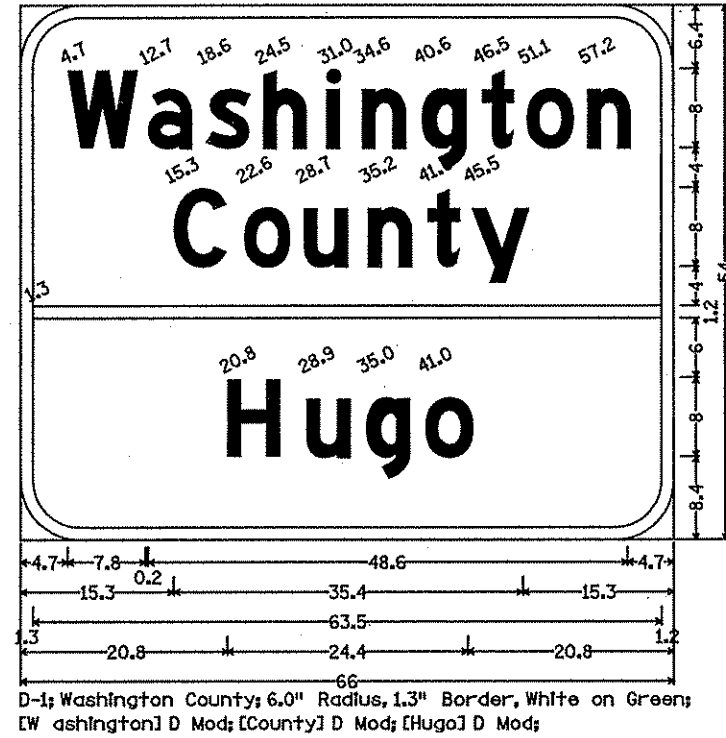 4.7 12.7 18.6 24.5 31.0 34.6 40.6 46.5 51.1 57.2
Washington
15.3 22.6 28.7 35.2 45.5
County
1.3
20.8 28.9 35.0 41.0
Hugo
6.4
8
4
8
4
1.2
54
6
8
8.4
4.7 7.8 48.6 4.7
0.2
15.3 35.4 15.3
63.5
1.3 1.2
20.8 24.4 20.8
66
D-1; Washington County; 6.0" Radius, 1.3" Border, White on Green;
[W ashington] D Mod; [County] D Mod; [Hugo] D Mod;